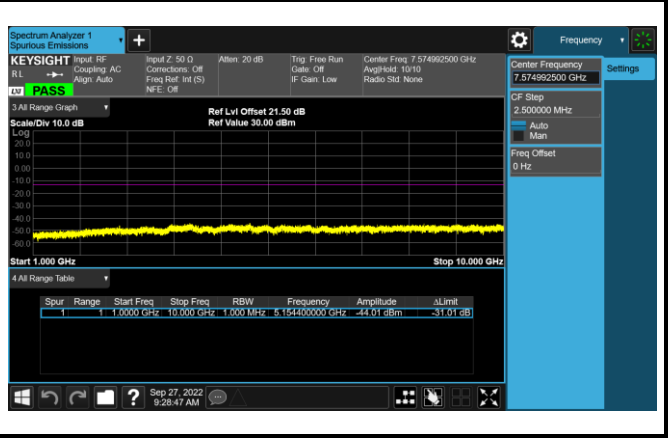 Spectrum Analyzer 1
Spurious Emissions
Frequency
KEYSIGHT
RL
Input: RF
Coupling: AC
Align: Auto
Input Z: 50 Ω
Corrections: Off
Freq Ref: Int (S)
NFE: Off
Atten: 20 dB
Trig: Free Run
Gate: Off
IF Gain: Low
Center Freq: 7.574992500 GHz
Avg|Hold: 10/10
Radio Std: None
LXI PASS
3 All Range Graph
Scale/Div 10.0 dB
Ref Lvl Offset 21.50 dB
Ref Value 30.00 dBm
Log
20.0
10.0
0.00
-10.0
-20.0
-30.0
-40.0
-50.0
-60.0
Start 1.000 GHz
Stop 10.000 GHz
4 All Range Table
Spur Range Start Freq Stop Freq RBW Frequency Amplitude ΔLimit
1 1 1.0000 GHz 10.000 GHz 1.000 MHz 5.154400000 GHz -44.01 dBm -31.01 dB
Sep 27, 2022
9:28:47 AM
Center Frequency
7.574992500 GHz
Settings
CF Step
2.500000 MHz
Auto
Man
Freq Offset
0 Hz